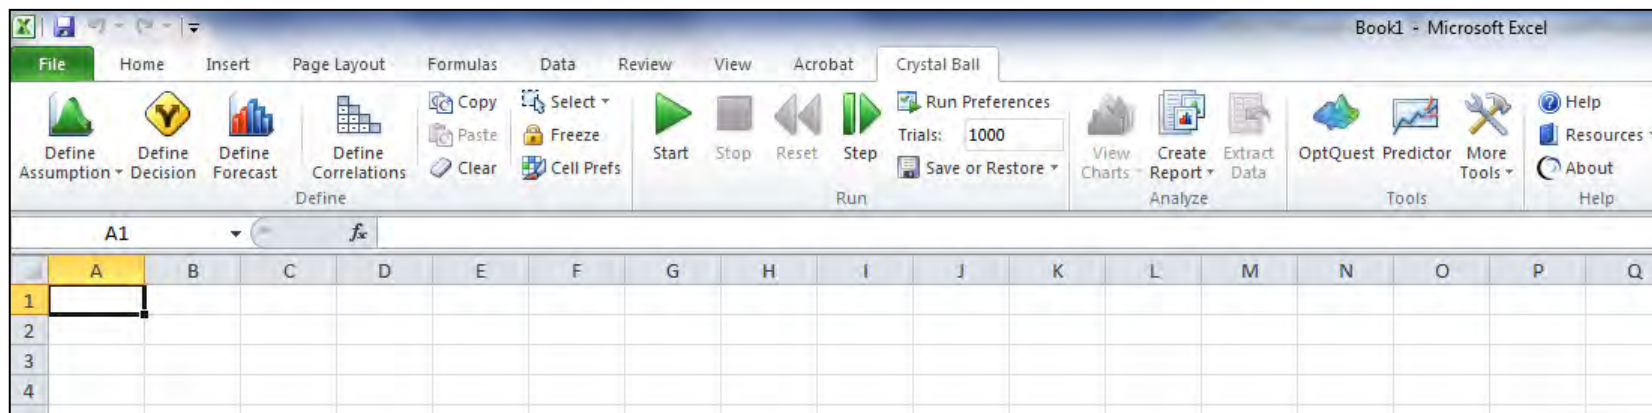 Book1 - Microsoft Excel
File Home Insert Page Layout Formulas Data Review View Acrobat Crystal Ball
Define Assumption
Define Decision
Define Forecast
Define Correlations
Copy
Paste
Clear
Select
Freeze
Cell Prefs
Define
Start
Stop
Reset
Step
Run Preferences
Trials: 1000
Save or Restore
Run
View Charts
Create Report
Extract Data
Analyze
OptQuest
Predictor
More Tools
Tools
Help
Resources
About
Help
A1 fx
A B C D E F G H I J K L M N O P Q
1
2
3
4